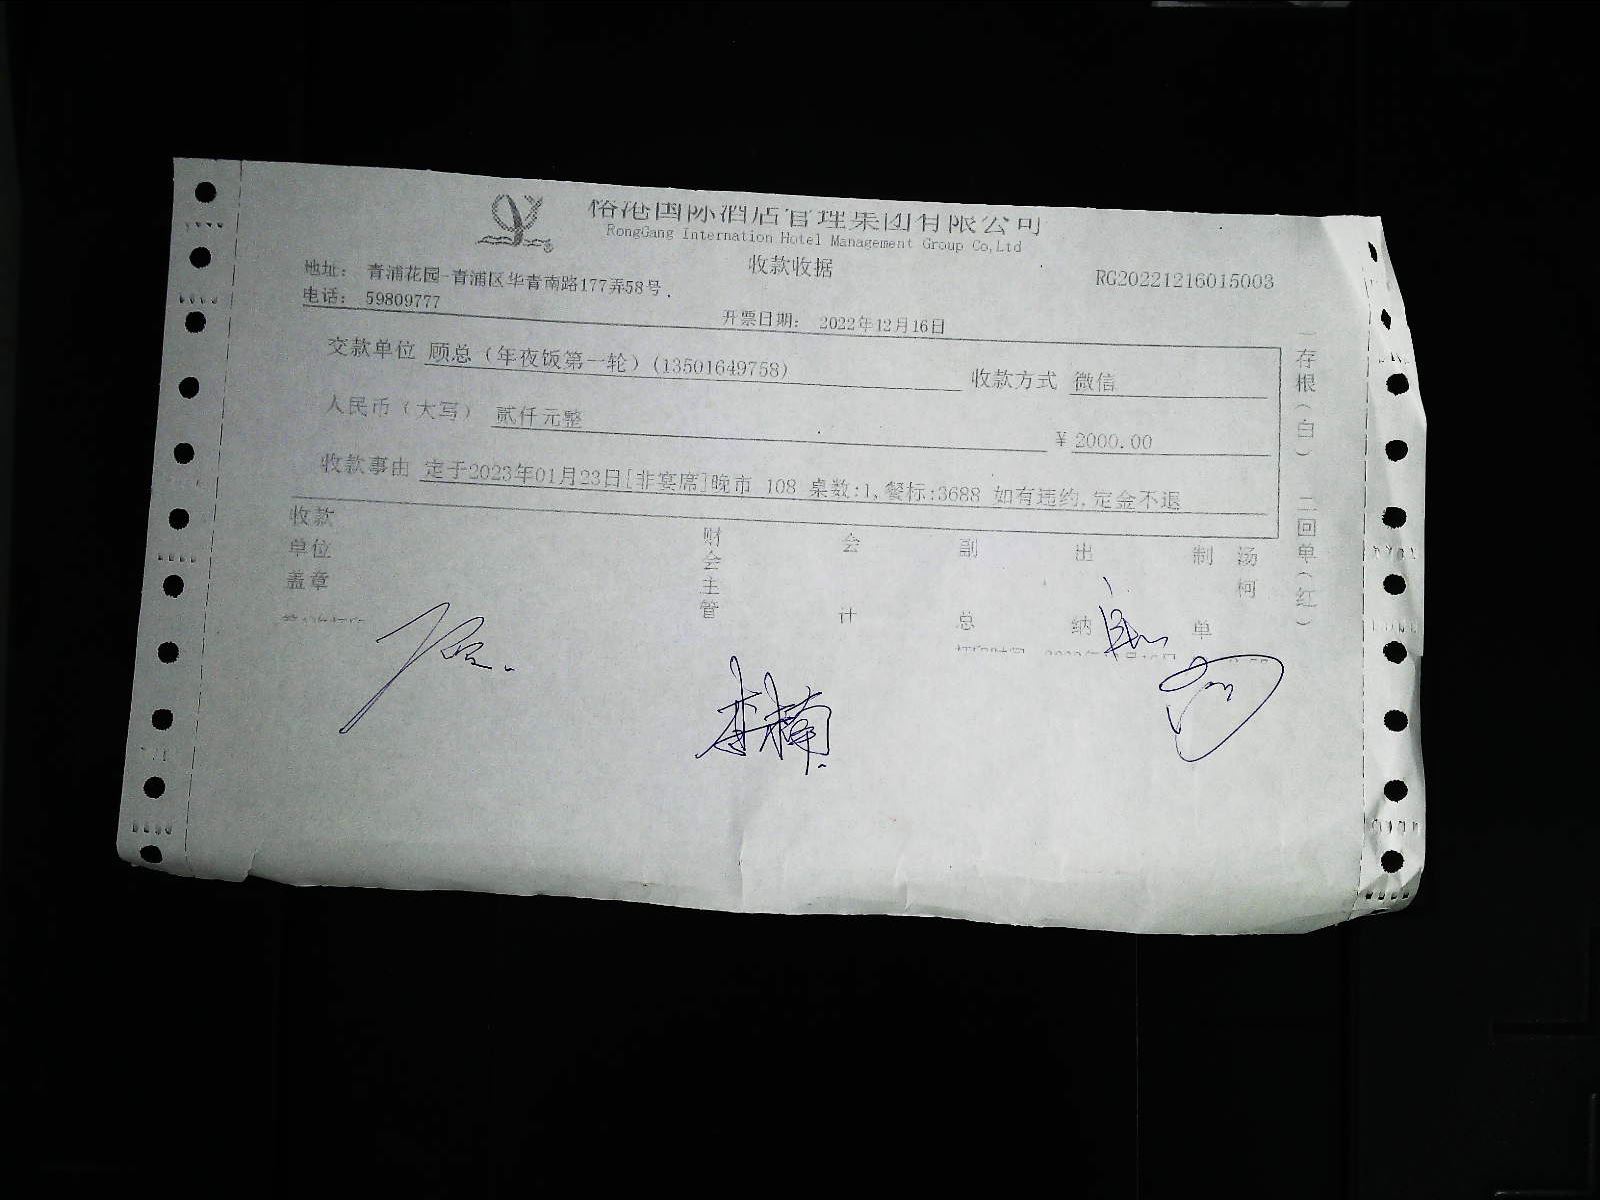 榕港国际酒店管理集团有限公司
RongGang Internation Hotel Management Group Co,Ltd
收款收据
RG20221216015003
地址: 青浦花园-青浦区华青南路177弄58号.
电话: 59809777
开票日期: 2022年12月16日
交款单位 顾总(年夜饭第一轮)(13501649758) 收款方式 微信
人民币(大写) 贰仟元整 ¥2000.00
收款事由 定于2023年01月23日[非宴席]晚市 108 桌数:1,餐标:3688 如有违约,定金不退
收款单位盖章 财会主管 会计 副总 出纳 制单 汤柯
一存根(白) 二回单(红)
李楠